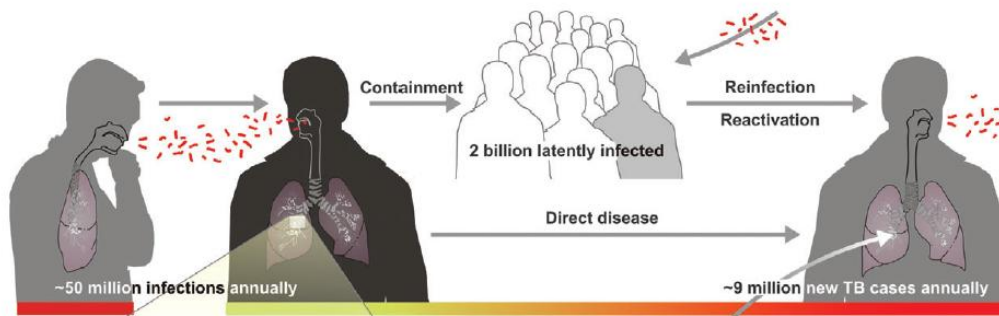 Containment
2 billion latently infected
Reinfection
Reactivation
Direct disease
~50 million infections annually
~9 million new TB cases annually